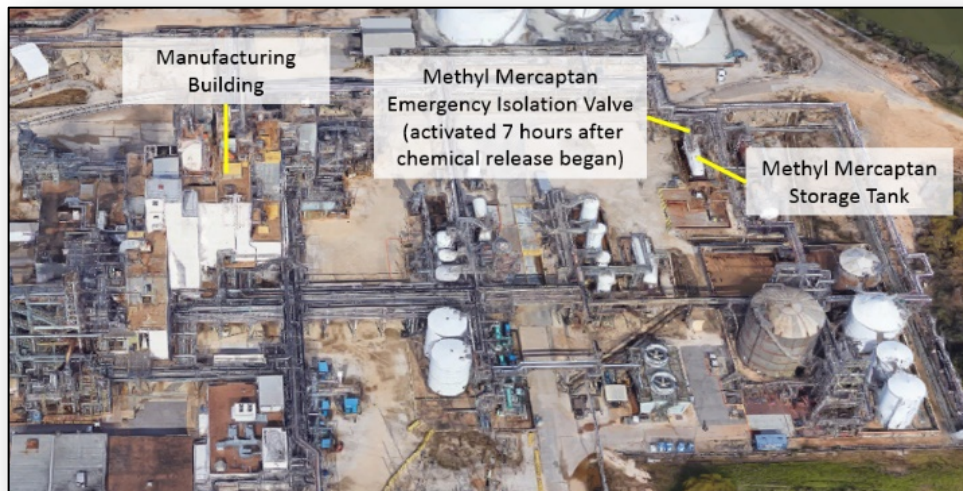 Manufacturing
Building
Methyl Mercaptan
Emergency Isolation Valve
(activated 7 hours after
chemical release began)
Methyl Mercaptan
Storage Tank